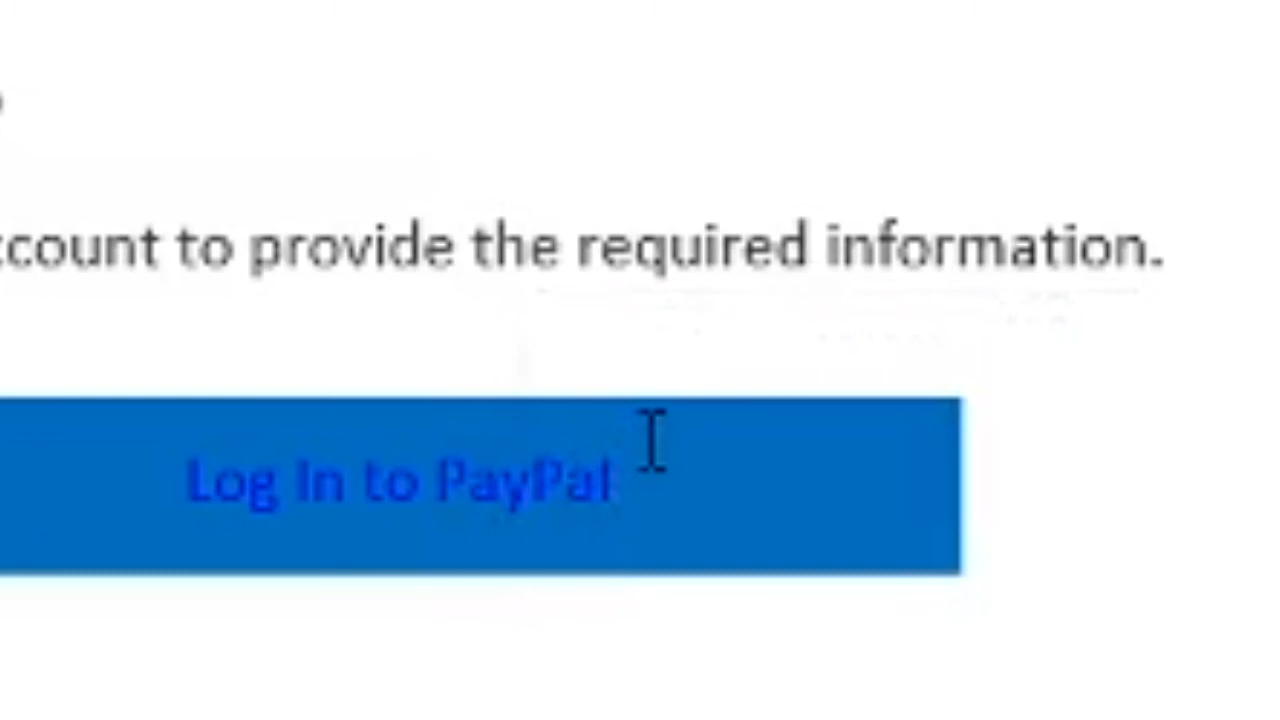 ccount to provide the required information.
Log In to PayPal